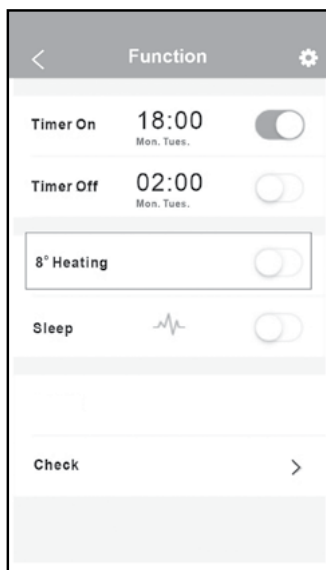 Function
Timer On 18:00
Mon. Tues.
Timer Off 02:00
Mon. Tues.
8° Heating
Sleep
Check